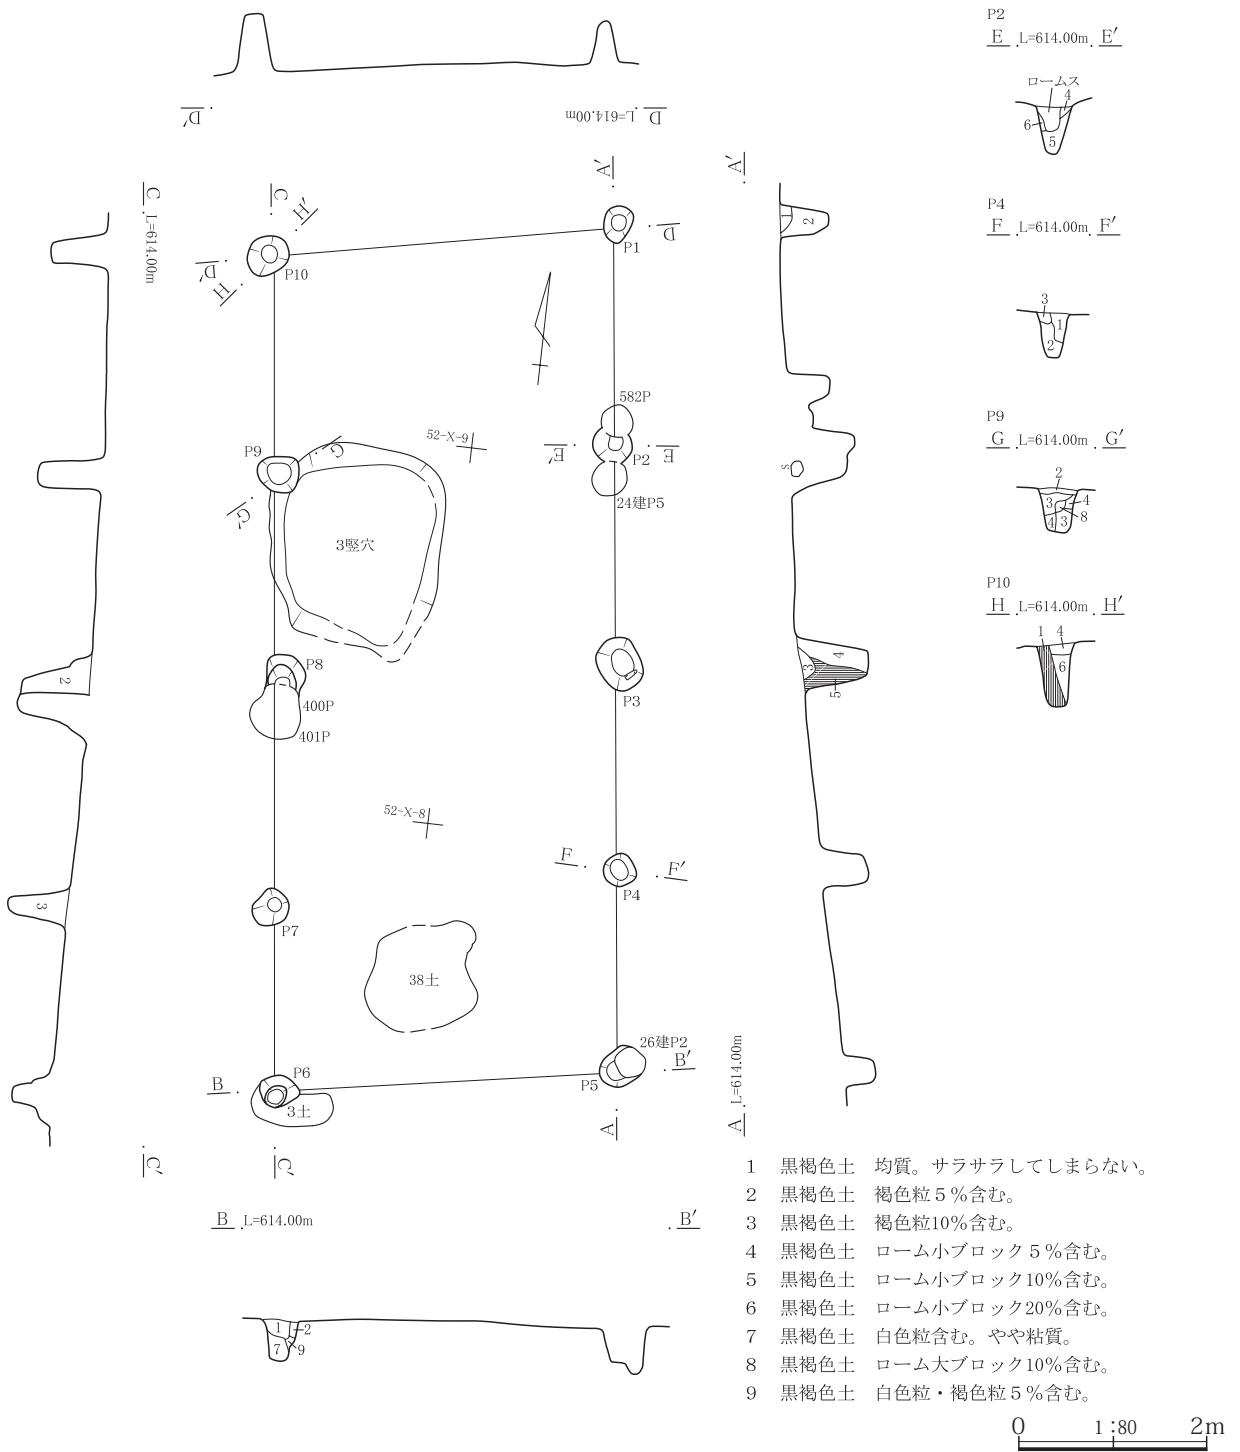 P2
E L=614.00m E′
ロームス
4
6
5
D′ L=614.00m D
P4
F L=614.00m F′
3
1
2
C L=614.00m
C
H′
A′
A′
1
2
P1
D
P10
D′
H
582P
52-X-9
P9
G
E′
P2
E
24建P5
S
G′
3竪穴
P9
G L=614.00m G′
2
3
4
8
4
3
P8
2
400P
401P
P3
4
3
5
P10
H L=614.00m H′
1
4
6
52-X-8
F
F′
P4
3
P7
38土
26建P2
B′
P5
P6
B
3土
A
A L=614.00m
C′
C′
B L=614.00m B′
1
2
7
9
1 黒褐色土 均質。サラサラしてしまらない。
2 黒褐色土 褐色粒5%含む。
3 黒褐色土 褐色粒10%含む。
4 黒褐色土 ローム小ブロック5%含む。
5 黒褐色土 ローム小ブロック10%含む。
6 黒褐色土 ローム小ブロック20%含む。
7 黒褐色土 白色粒含む。やや粘質。
8 黒褐色土 ローム大ブロック10%含む。
9 黒褐色土 白色粒・褐色粒5%含む。
0 1:80 2m